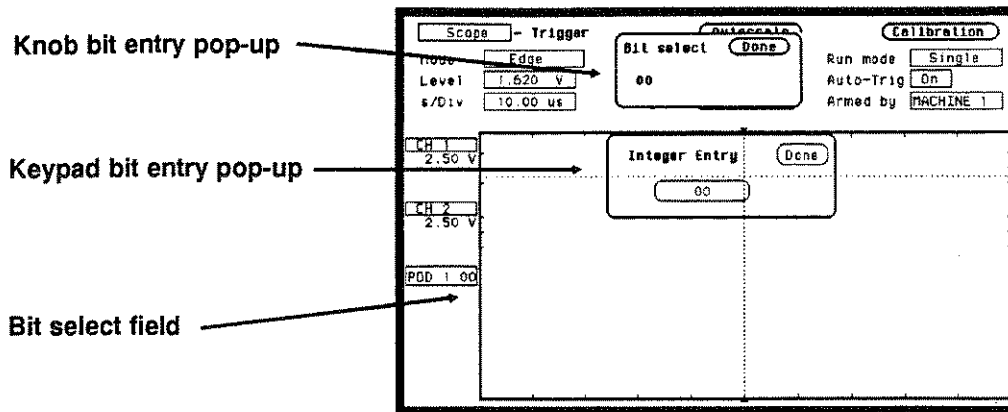 Knob bit entry pop-up
Keypad bit entry pop-up
Bit select field
Scope - Trigger
Calibration
Edge
Level 1.620 V
s/Div 10.00 us
Bit select Done
00
Run mode Single
Auto-Trig On
Armed by MACHINE 1
CH 1
2.50 V
Integer Entry Done
00
CH 2
2.50 V
POD 1 00